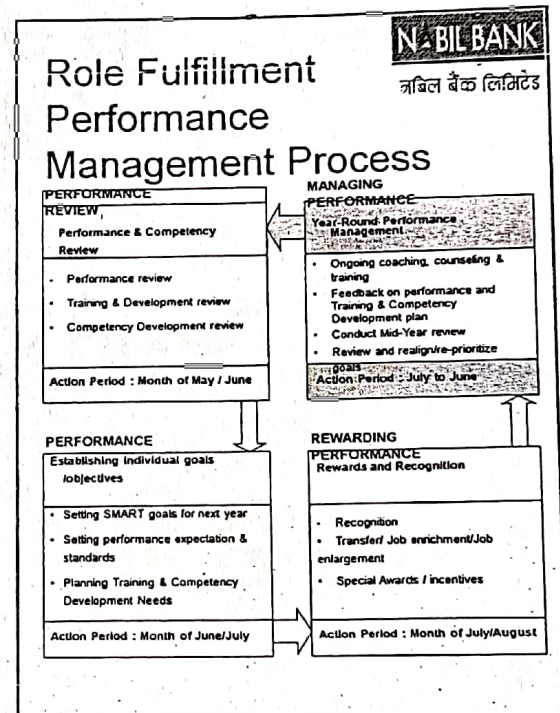 NABIL BANK
नबिल बैंक लिमिटेड
Role Fulfillment
Performance
Management Process
PERFORMANCE
REVIEW
Performance & Competency
Review
• Performance review
• Training & Development review
• Competency Development review
Action Period : Month of May / June
MANAGING
PERFORMANCE
Year-Round Performance
Management
• Ongoing coaching, counseling &
training
• Feedback on performance and
Training & Competency
Development plan
• Conduct Mid-Year review
• Review and realign/re-prioritize
goals
Action Period : July to June
PERFORMANCE
Establishing individual goals
/objectives
• Setting SMART goals for next year
• Setting performance expectation &
standards
• Planning Training & Competency
Development Needs
Action Period : Month of June/July
REWARDING
PERFORMANCE
Rewards and Recognition
• Recognition
• Transfer/ Job enrichment/Job
enlargement
• Special Awards / incentives
Action Period : Month of July/August